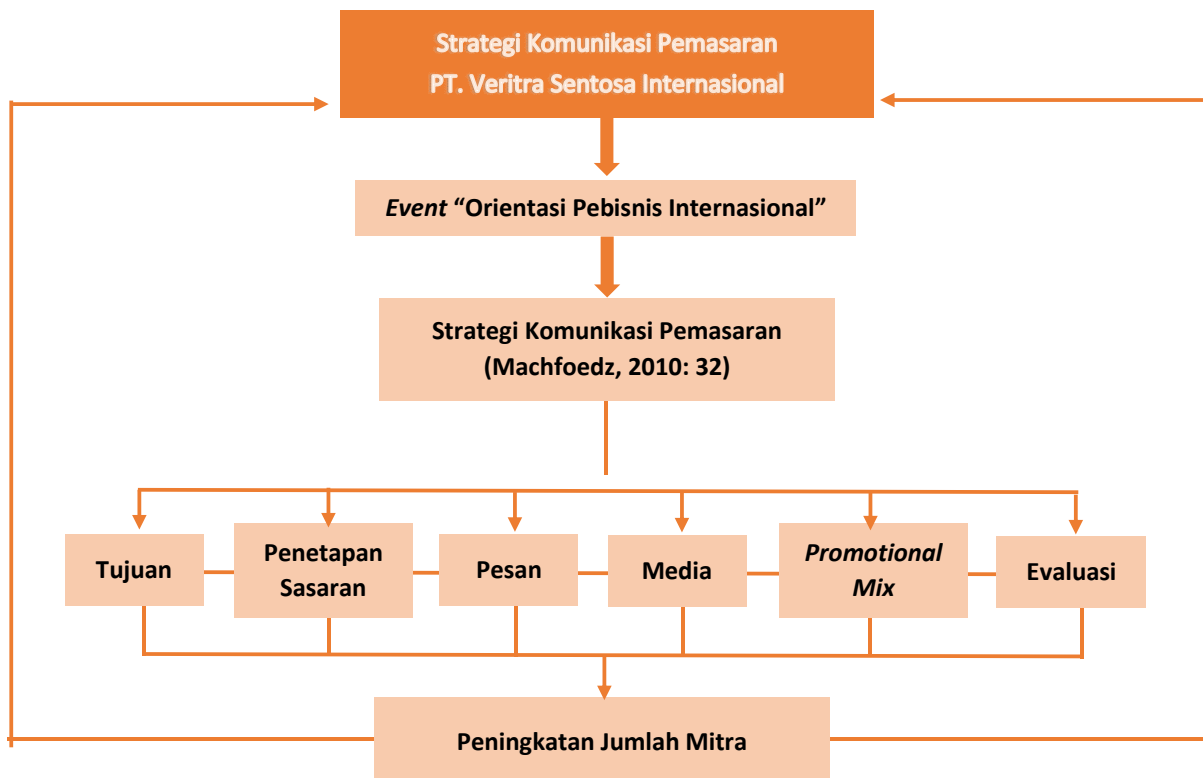 Strategi Komunikasi Pemasaran
PT. Veritra Sentosa Internasional
Event “Orientasi Pebisnis Internasional”
Strategi Komunikasi Pemasaran
(Machfoedz, 2010: 32)
Tujuan
Penetapan
Sasaran
Pesan
Media
Promotional
Mix
Evaluasi
Peningkatan Jumlah Mitra